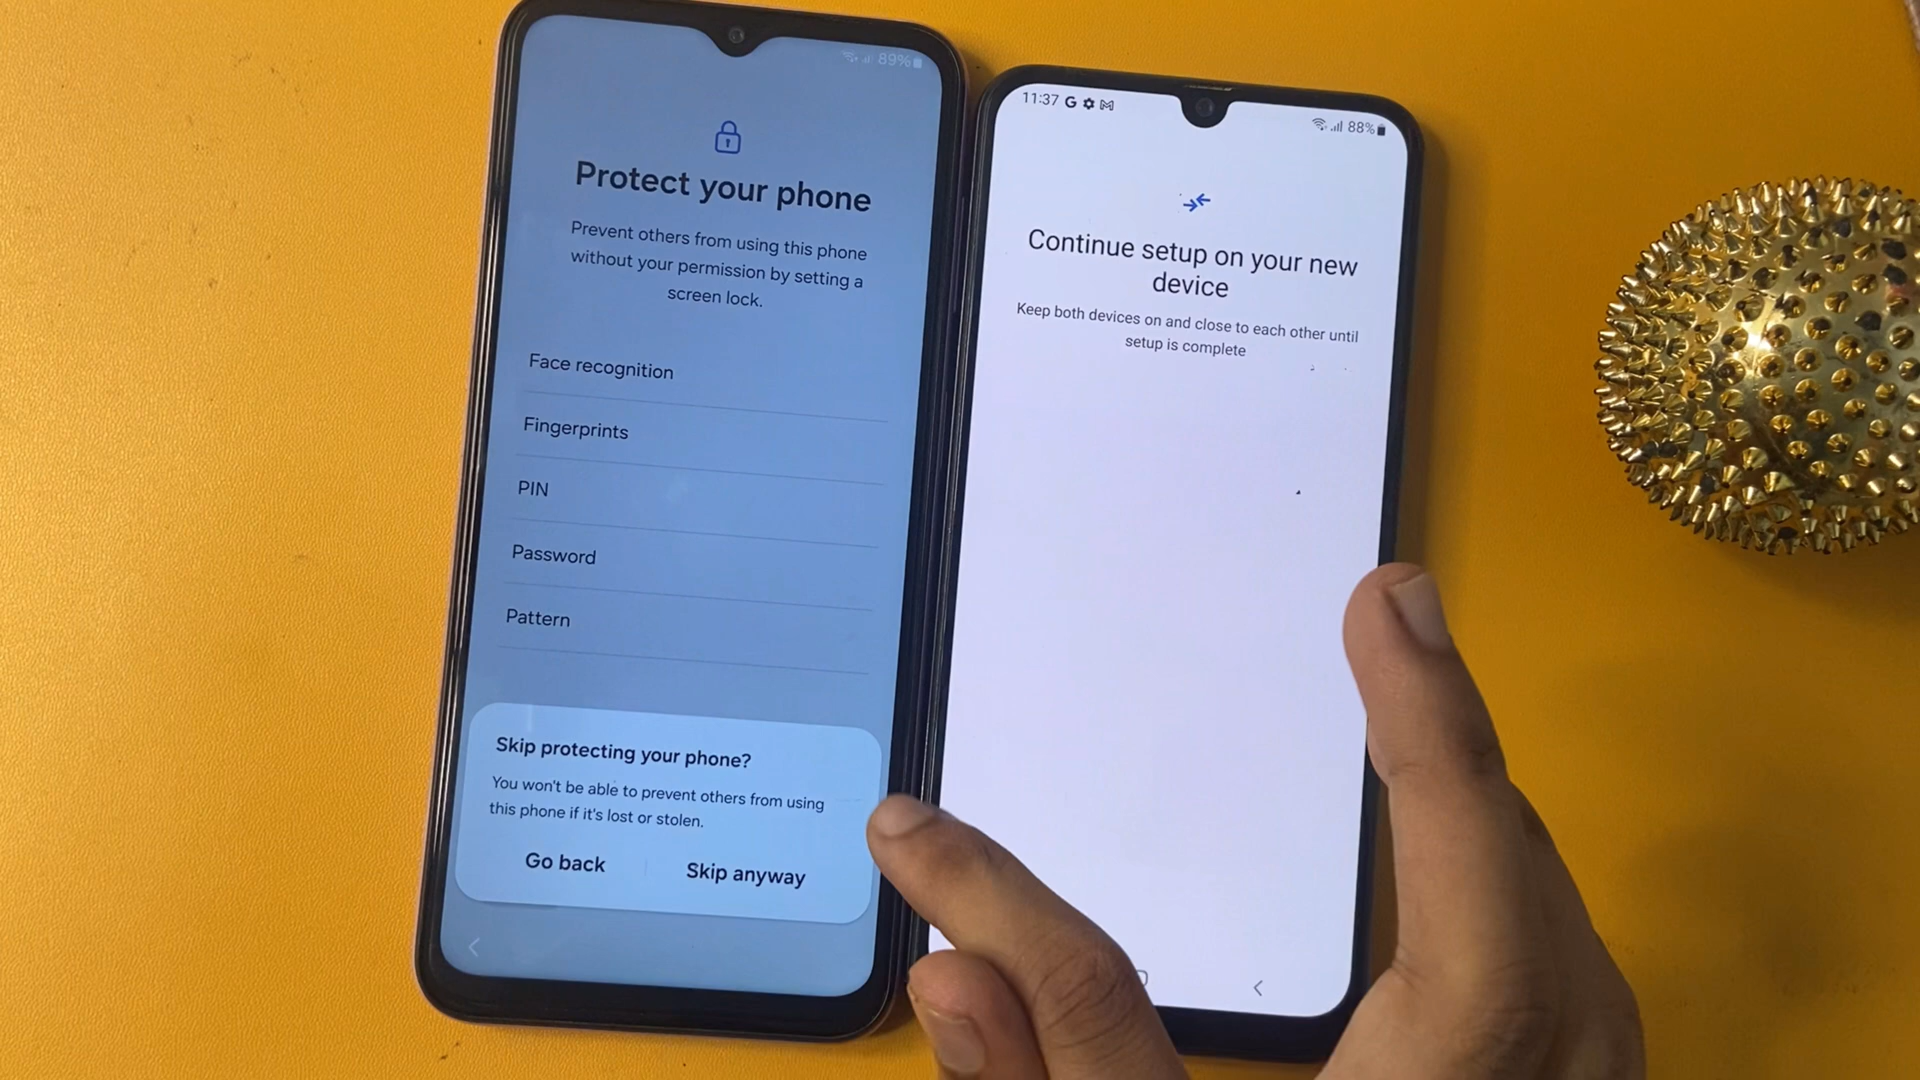 89%
Protect your phone
Prevent others from using this phone
without your permission by setting a
screen lock.
Face recognition
Fingerprints
PIN
Password
Pattern
Skip protecting your phone?
You won't be able to prevent others from using
this phone if it's lost or stolen.
Go back
Skip anyway
11:37 G
88%
Continue setup on your new
device
Keep both devices on and close to each other until
setup is complete